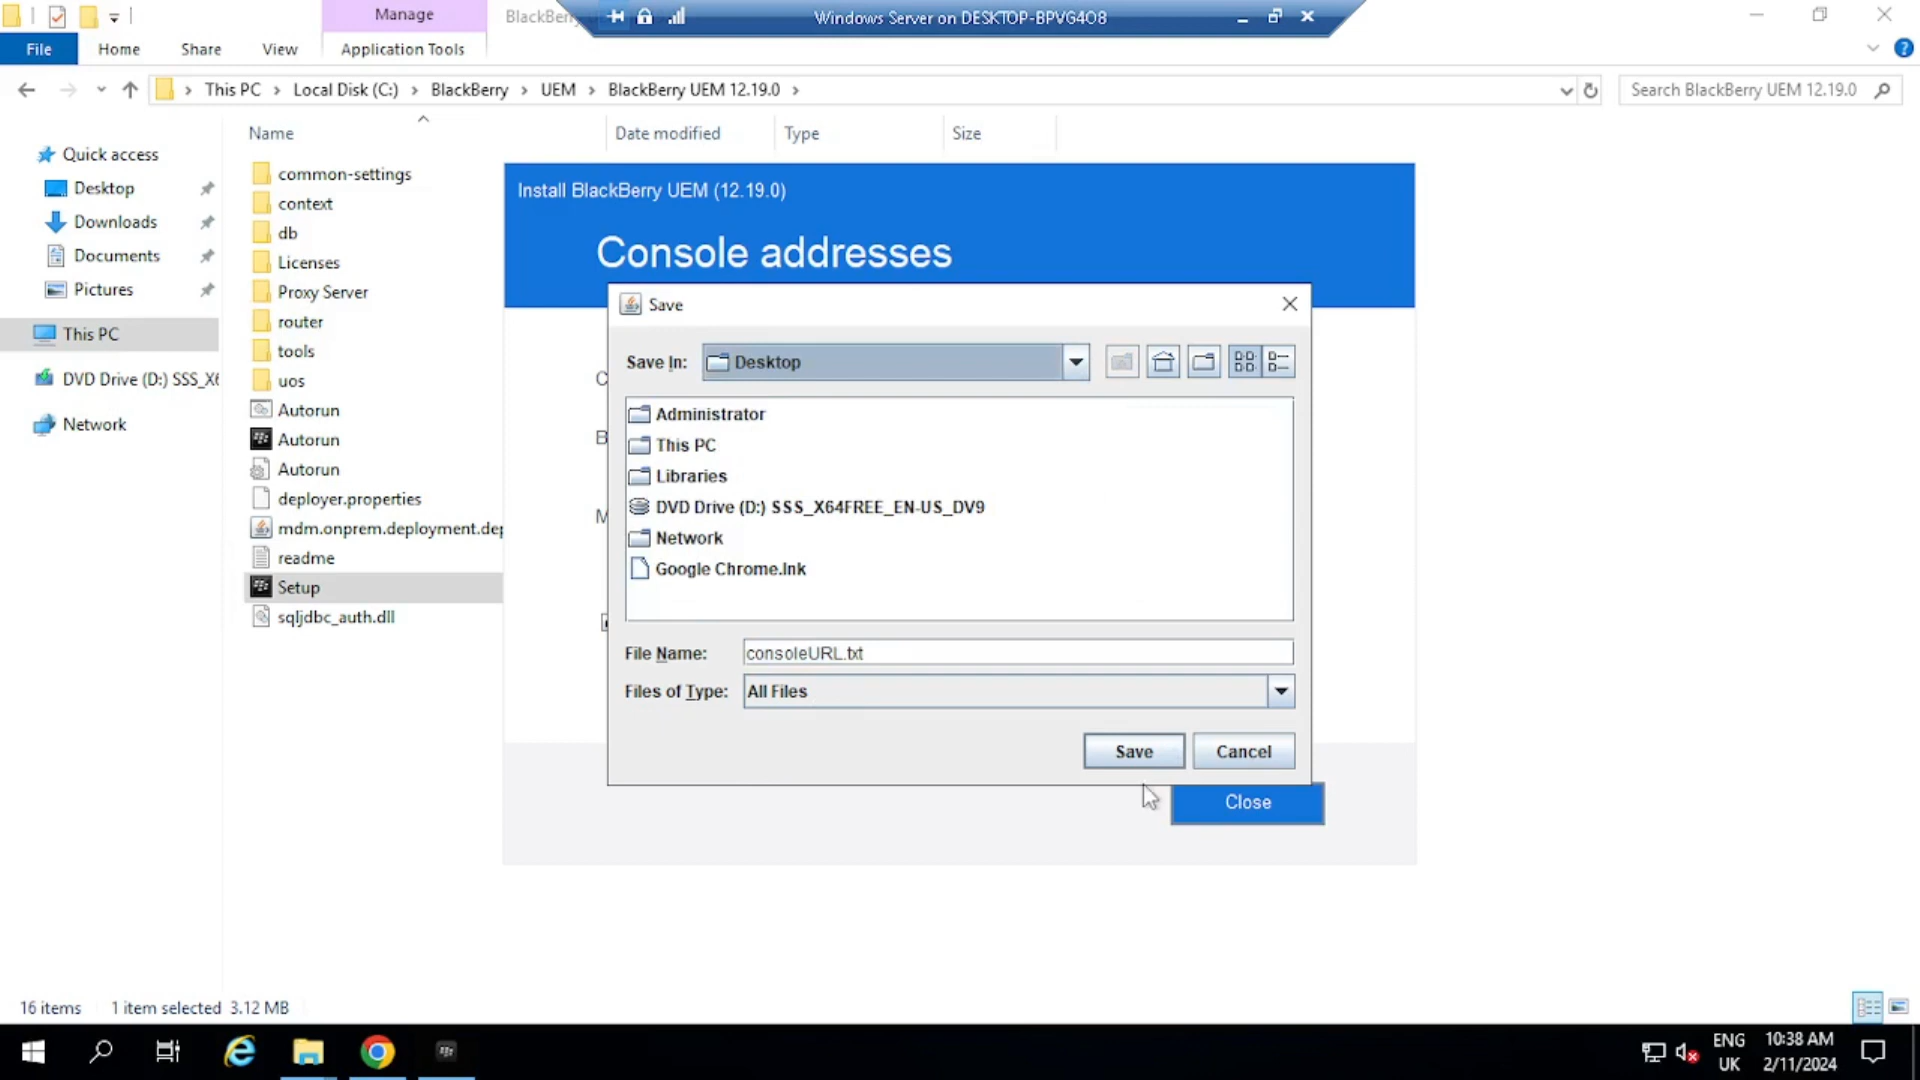 Manage
BlackBerry
Windows Server on DESKTOP-BPVG4O8
File
Home
Share
View
Application Tools
This PC
Local Disk (C:)
BlackBerry
UEM
BlackBerry UEM 12.19.0
Search BlackBerry UEM 12.19.0
Name
Date modified
Type
Size
Quick access
Desktop
Downloads
Documents
Pictures
This PC
DVD Drive (D:) SSS_X6
Network
common-settings
context
db
Licenses
Proxy Server
router
tools
uos
Autorun
Autorun
Autorun
deployer.properties
mdm.onprem.deployment.dep
readme
Setup
sqljdbc_auth.dll
Install BlackBerry UEM (12.19.0)
Console addresses
C
B
M
Save
Save In:
Desktop
Administrator
This PC
Libraries
DVD Drive (D:) SSS_X64FREE_EN-US_DV9
Network
Google Chrome.lnk
File Name:
consoleURL.txt
Files of Type:
All Files
Save
Cancel
Close
16 items
1 item selected 3.12 MB
ENG
UK
10:38 AM
2/11/2024